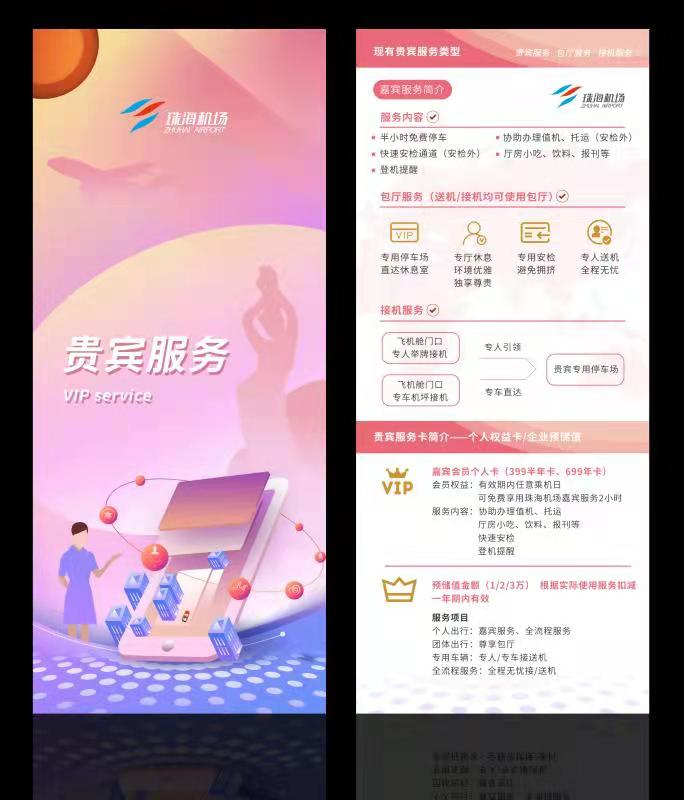 珠海机场
ZHUHAI AIRPORT
贵宾服务
VIP service
现有贵宾服务类型
贵宾服务 包厅服务 接机服务
嘉宾服务简介
珠海机场
ZHUHAI AIRPORT
服务内容
半小时免费停车
协助办理值机、托运（安检外）
快速安检通道（安检外）
厅房小吃、饮料、报刊等
登机提醒
包厅服务（送机/接机均可使用包厅）
VIP
专用停车场
直达休息室
专厅休息
环境优雅
独享尊贵
专用安检
避免拥挤
专人送机
全程无忧
接机服务
飞机舱门口
专人举牌接机
飞机舱门口
专车机坪接机
专人引领
专车直达
贵宾专用停车场
贵宾服务卡简介——个人权益卡/企业预储值
VIP
嘉宾会员个人卡（399半年卡、699年卡）
会员权益：有效期内任意乘机日
可免费享用珠海机场嘉宾服务2小时
服务内容：协助办理值机、托运
厅房小吃、饮料、报刊等
快速安检
登机提醒
预储值金额（1/2/3万） 根据实际使用服务扣减
一年期内有效
服务项目
个人出行：嘉宾服务、全流程服务
团体出行：尊享包厅
专用车辆：专人/专车接送机
全流程服务：全程无忧接/送机